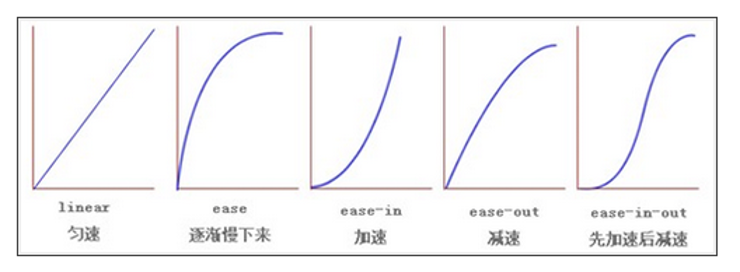 linear
ease
ease-in
ease-out
ease-in-out
匀速
逐渐慢下来
加速
减速
先加速后减速